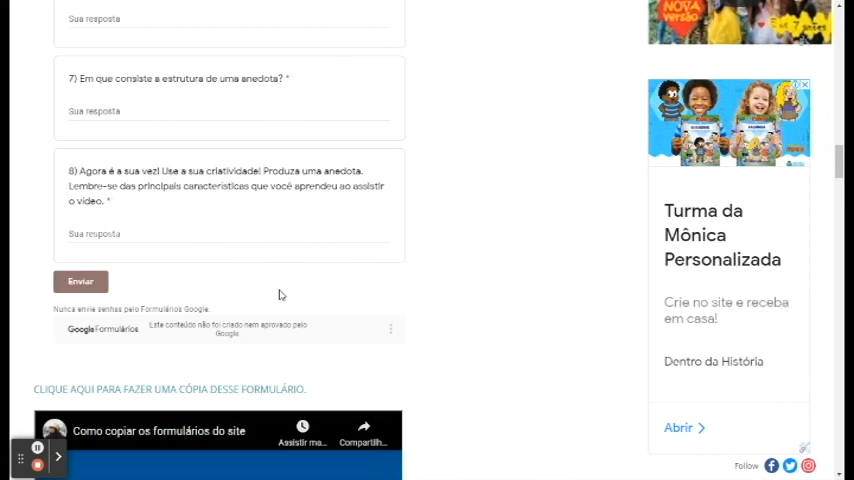 Sua resposta
7) Em que consiste a estrutura de uma anedota? *
Sua resposta
8) Agora é a sua vez! Use a sua criatividade! Produza uma anedota.
Lembre-se das principais características que você aprendeu ao assistir
o vídeo. *
Sua resposta
Enviar
Nunca envie senhas pelo Formulários Google.
Google Formulários
Este conteúdo não foi criado nem aprovado pelo
Google.
CLIQUE AQUI PARA FAZER UMA CÓPIA DESSE FORMULÁRIO.
Como copiar os formulários do site
Assistir ma...
Compartilh...
NOVA
versão
Turma da
Mônica
Personalizada
Crie no site e receba
em casa!
Dentro da História
Abrir
Follow